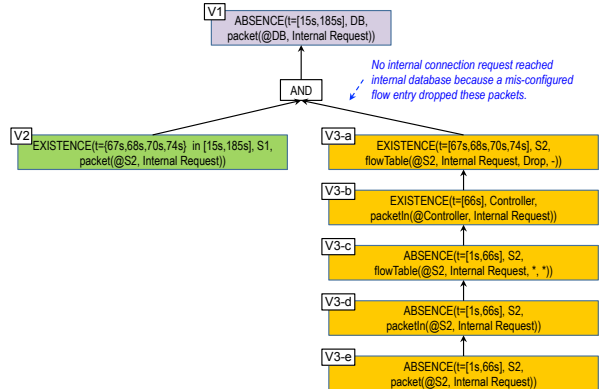 V1
ABSENCE(t=[15s,185s], DB,
packet(@DB, Internal Request))
No internal connection request reached
internal database because a mis-configured
flow entry dropped these packets.
AND
V2
EXISTENCE(t={67s,68s,70s,74s} in [15s,185s], S1,
packet(@S2, Internal Request))
V3-a
EXISTENCE(t=[67s,68s,70s,74s], S2,
flowTable(@S2, Internal Request, Drop, -))
V3-b
EXISTENCE(t=[66s], Controller,
packetIn(@Controller, Internal Request))
V3-c
ABSENCE(t=[1s,66s], S2,
flowTable(@S2, Internal Request, *, *))
V3-d
ABSENCE(t=[1s,66s], S2,
packetIn(@S2, Internal Request))
V3-e
ABSENCE(t=[1s,66s], S2,
packet(@S2, Internal Request))